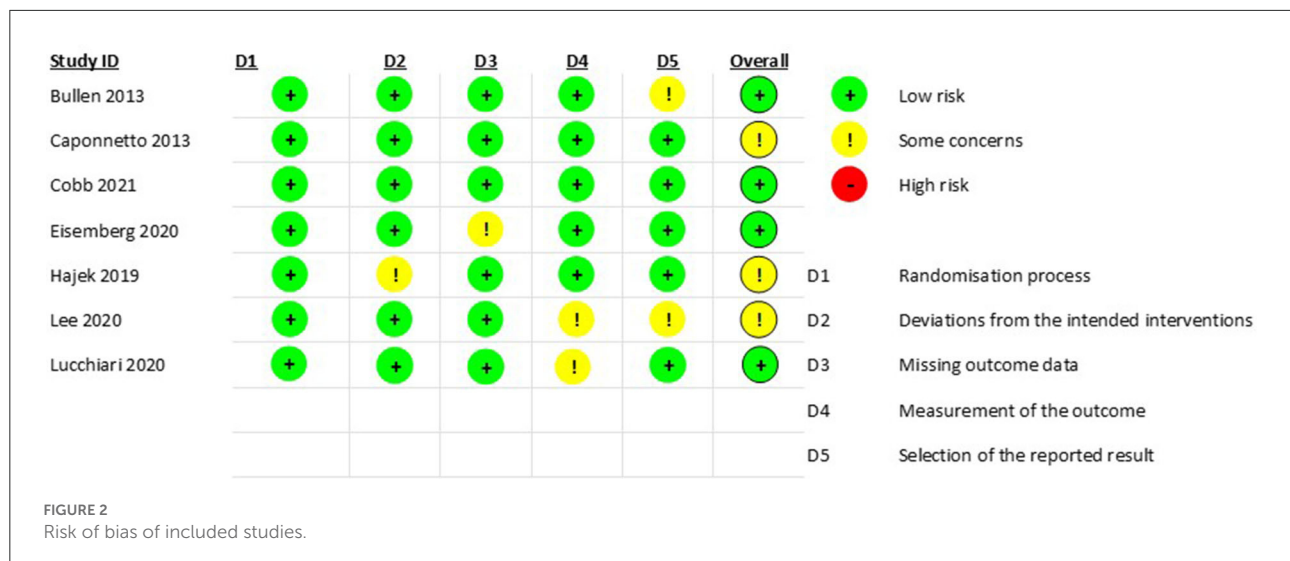 Study ID D1 D2 D3 D4 D5 Overall
Bullen 2013 + + + + ! + + Low risk
Caponnetto 2013 + + + + + ! ! Some concerns
Cobb 2021 + + + + + + - High risk
Eisemberg 2020 + + ! + + +
Hajek 2019 + ! + + + ! D1 Randomisation process
Lee 2020 + + + ! ! ! D2 Deviations from the intended interventions
Lucchiari 2020 + + + ! + + D3 Missing outcome data
D4 Measurement of the outcome
D5 Selection of the reported result
FIGURE 2
Risk of bias of included studies.